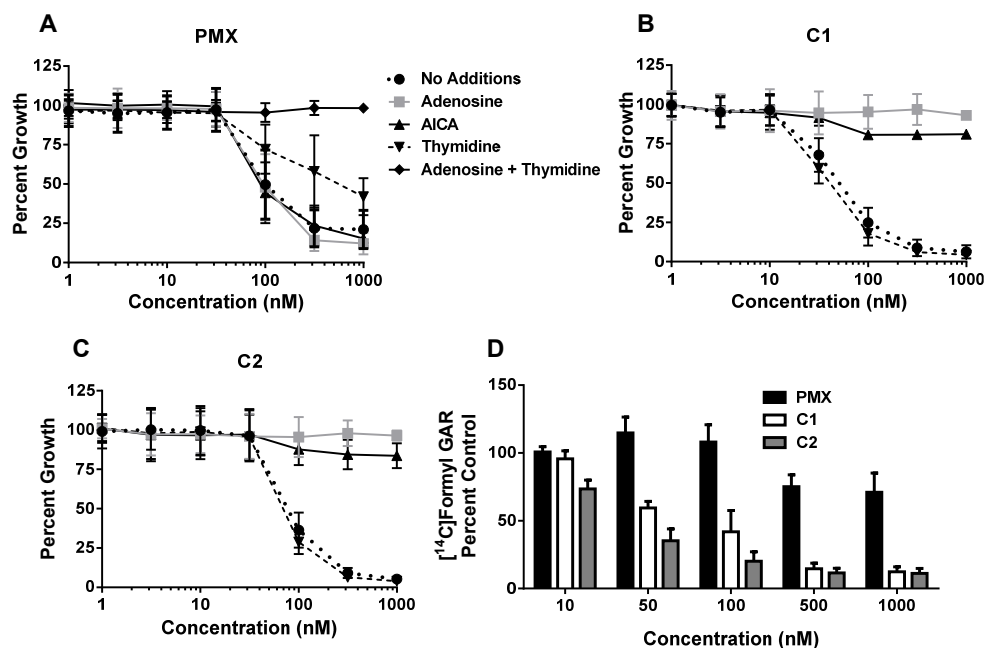 A
PMX
125
100
75
50
25
0
Percent Growth
1 10 100 1000
Concentration (nM)
No Additions
Adenosine
AICA
Thymidine
Adenosine + Thymidine
B
C1
125
100
75
50
25
0
Percent Growth
1 10 100 1000
Concentration (nM)
C
C2
125
100
75
50
25
0
Percent Growth
1 10 100 1000
Concentration (nM)
D
150
100
50
0
[¹⁴C]Formyl GAR
Percent Control
PMX
C1
C2
10 50 100 500 1000
Concentration (nM)